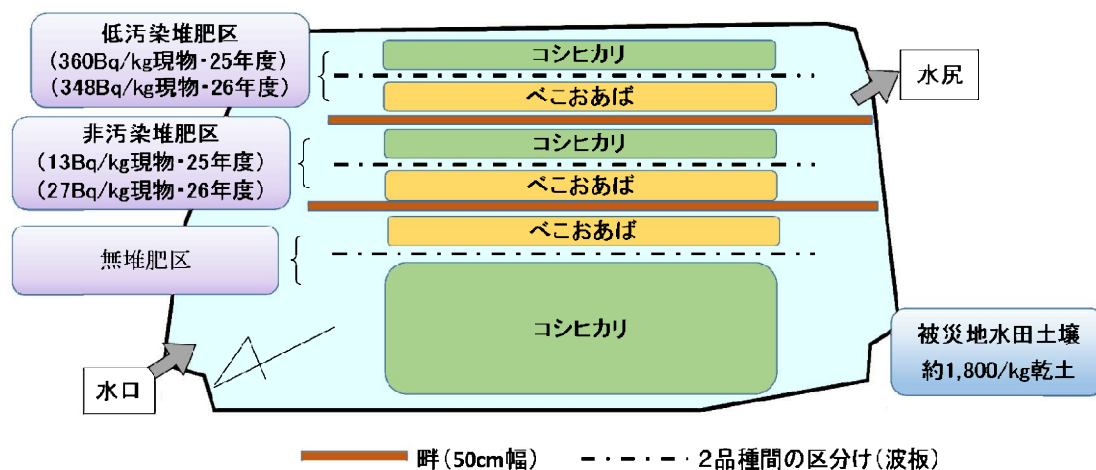 低汚染堆肥区
(360Bq/kg現物・25年度)
(348Bq/kg現物・26年度)
コシヒカリ
べこおあば
水尻
非汚染堆肥区
(13Bq/kg現物・25年度)
(27Bq/kg現物・26年度)
コシヒカリ
べこおあば
無堆肥区
べこおあば
コシヒカリ
水口
被災地水田土壌
約1,800/kg乾土
畔(50cm幅)
2品種間の区分け(波板)